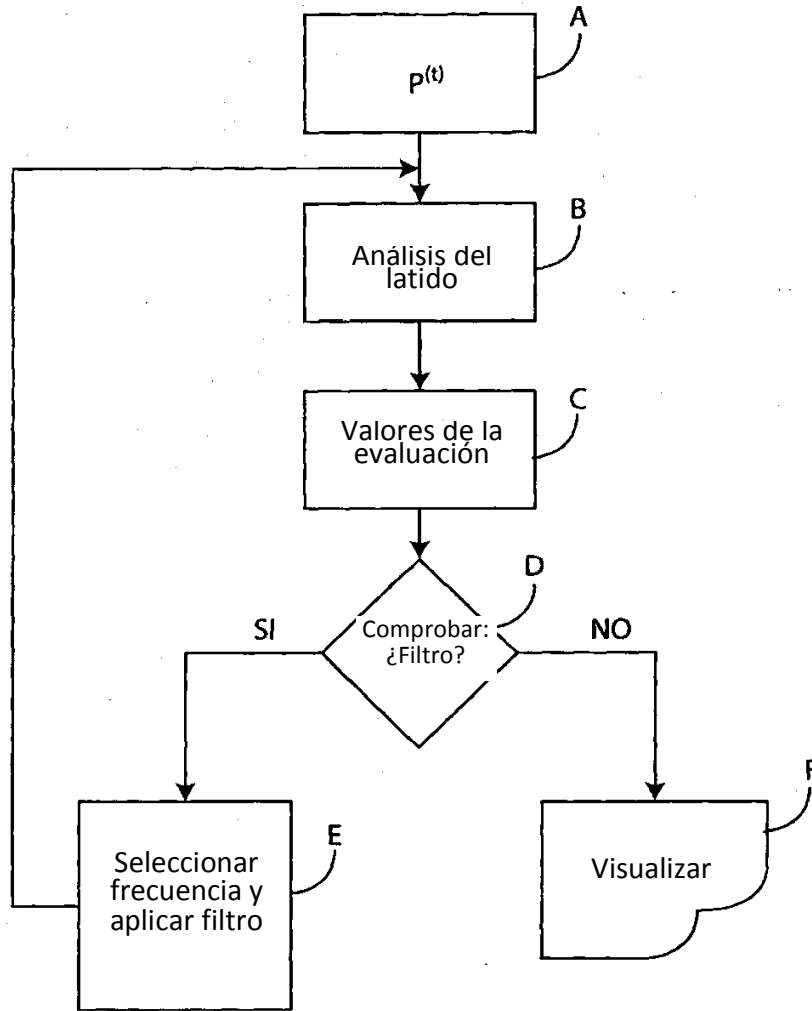 A
P(t)
B
Análisis del
latido
C
Valores de la
evaluación
D
Comprobar:
¿Filtro?
SI
NO
E
Seleccionar
frecuencia y
aplicar filtro
F
Visualizar